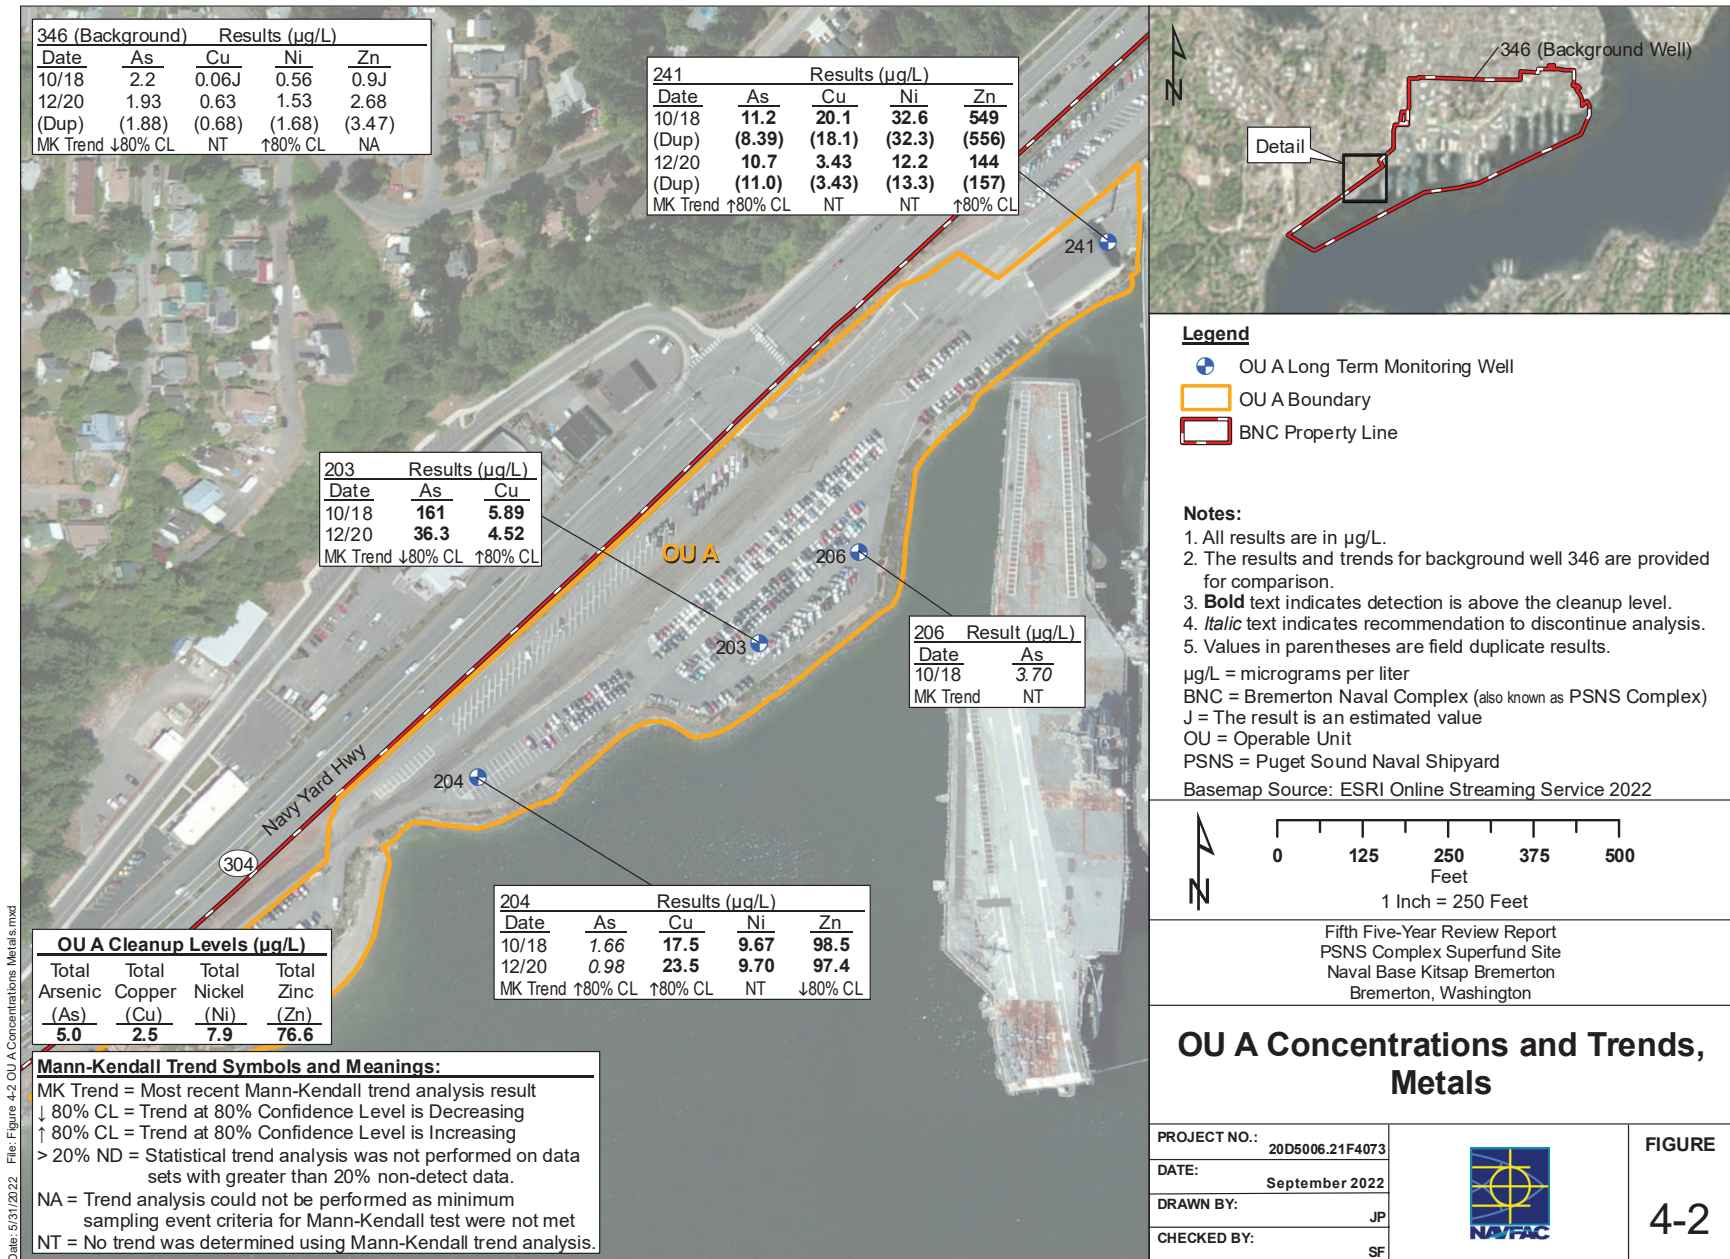 346 (Background) Results (µg/L)
Date As Cu Ni Zn
10/18 2.2 0.06J 0.56 0.9J
12/20 1.93 0.63 1.53 2.68
(Dup) (1.88) (0.68) (1.68) (3.47)
MK Trend ↓80% CL NT ↑80% CL NA
241 Results (µg/L)
Date As Cu Ni Zn
10/18 11.2 20.1 32.6 549
(Dup) (8.39) (18.1) (32.3) (556)
12/20 10.7 3.43 12.2 144
(Dup) (11.0) (3.43) (13.3) (157)
MK Trend ↑80% CL NT NT ↑80% CL
241
203 Results (µg/L)
Date As Cu
10/18 161 5.89
12/20 36.3 4.52
MK Trend ↓80% CL ↑80% CL
OU A
206
203
206 Result (µg/L)
Date As
10/18 3.70
MK Trend NT
204
Navy Yard Hwy
304
204 Results (µg/L)
Date As Cu Ni Zn
10/18 1.66 17.5 9.67 98.5
12/20 0.98 23.5 9.70 97.4
MK Trend ↑80% CL ↑80% CL NT ↓80% CL
OU A Cleanup Levels (µg/L)
Total Total Total Total
Arsenic Copper Nickel Zinc
(As) (Cu) (Ni) (Zn)
5.0 2.5 7.9 76.6
Mann-Kendall Trend Symbols and Meanings:
MK Trend = Most recent Mann-Kendall trend analysis result
↓ 80% CL = Trend at 80% Confidence Level is Decreasing
↑ 80% CL = Trend at 80% Confidence Level is Increasing
> 20% ND = Statistical trend analysis was not performed on data
sets with greater than 20% non-detect data.
NA = Trend analysis could not be performed as minimum
sampling event criteria for Mann-Kendall test were not met
NT = No trend was determined using Mann-Kendall trend analysis.
Date: 5/31/2022 File: Figure 4-2 OU A Concentrations Metals.mxd
N
346 (Background Well)
Detail
Legend
OU A Long Term Monitoring Well
OU A Boundary
BNC Property Line
Notes:
1. All results are in µg/L.
2. The results and trends for background well 346 are provided
for comparison.
3. Bold text indicates detection is above the cleanup level.
4. Italic text indicates recommendation to discontinue analysis.
5. Values in parentheses are field duplicate results.
µg/L = micrograms per liter
BNC = Bremerton Naval Complex (also known as PSNS Complex)
J = The result is an estimated value
OU = Operable Unit
PSNS = Puget Sound Naval Shipyard
Basemap Source: ESRI Online Streaming Service 2022
N
0 125 250 375 500
Feet
1 Inch = 250 Feet
Fifth Five-Year Review Report
PSNS Complex Superfund Site
Naval Base Kitsap Bremerton
Bremerton, Washington
OU A Concentrations and Trends,
Metals
PROJECT NO.: 20D5006.21F4073
DATE: September 2022
DRAWN BY: JP
CHECKED BY: SF
NAVFAC
FIGURE
4-2